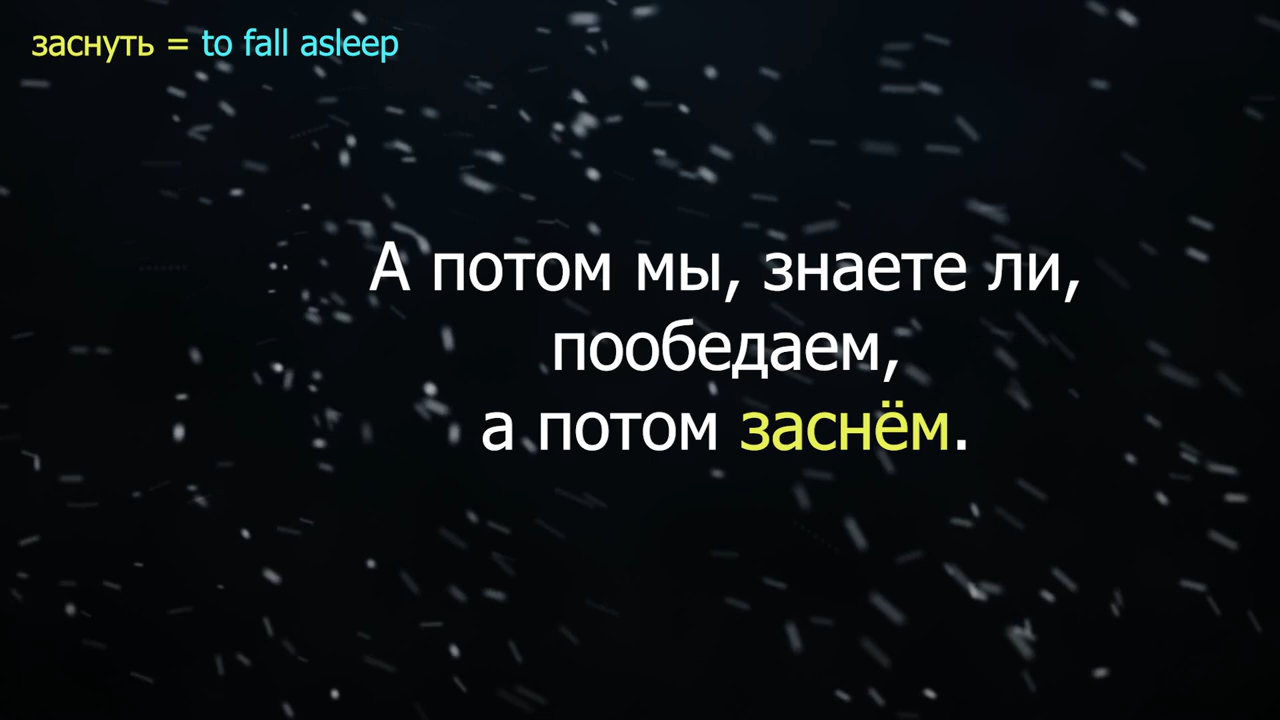 заснуть = to fall asleep
А потом мы, знаете ли,
пообедаем,
а потом заснём.